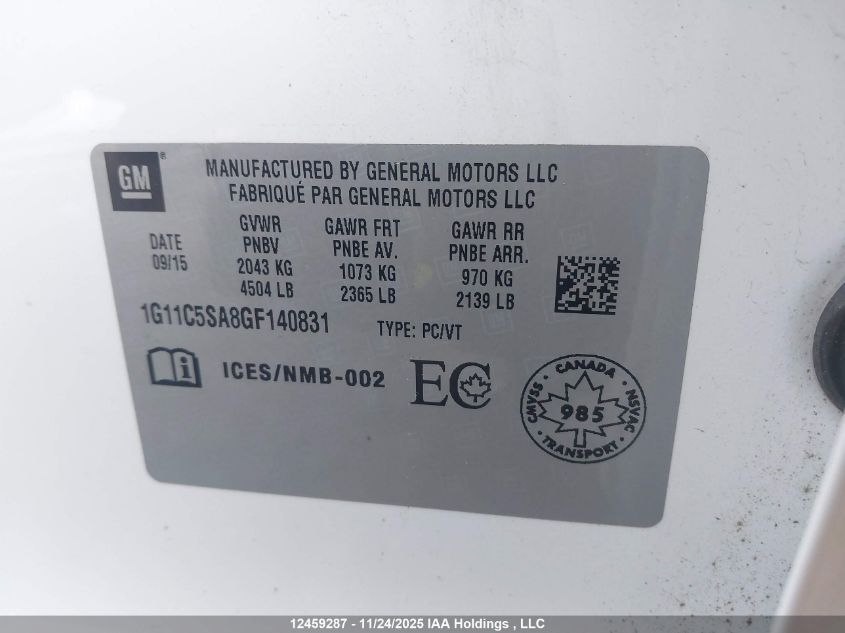 GM®
MANUFACTURED BY GENERAL MOTORS LLC
FABRIQUÉ PAR GENERAL MOTORS LLC
DATE
09/15
GVWR
PNBV
2043 KG
4504 LB
GAWR FRT
PNBE AV.
1073 KG
2365 LB
GAWR RR
PNBE ARR.
970 KG
2139 LB
1G11C5SA8GF140831
TYPE: PC/VT
i ICES/NMB-002
EC
CANADA
CMVSS
NSVAC
985
· TRANSPORT ·
12459287 - 11/24/2025 IAA Holdings , LLC